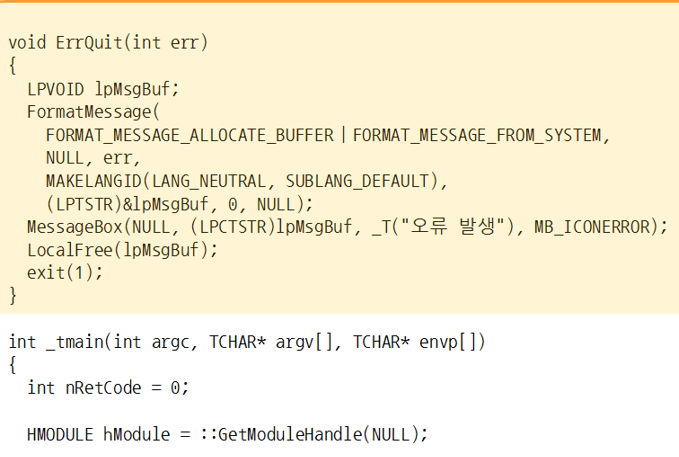 void ErrQuit(int err)
{
LPVOID lpMsgBuf;
FormatMessage(
FORMAT_MESSAGE_ALLOCATE_BUFFER|FORMAT_MESSAGE_FROM_SYSTEM,
NULL, err,
MAKELANGID(LANG_NEUTRAL, SUBLANG_DEFAULT),
(LPTSTR)&lpMsgBuf, 0, NULL);
MessageBox(NULL, (LPCTSTR)lpMsgBuf, _T("오류 발생"), MB_ICONERROR);
LocalFree(lpMsgBuf);
exit(1);
}
int _tmain(int argc, TCHAR* argv[], TCHAR* envp[])
{
int nRetCode = 0;
HMODULE hModule = ::GetModuleHandle(NULL);